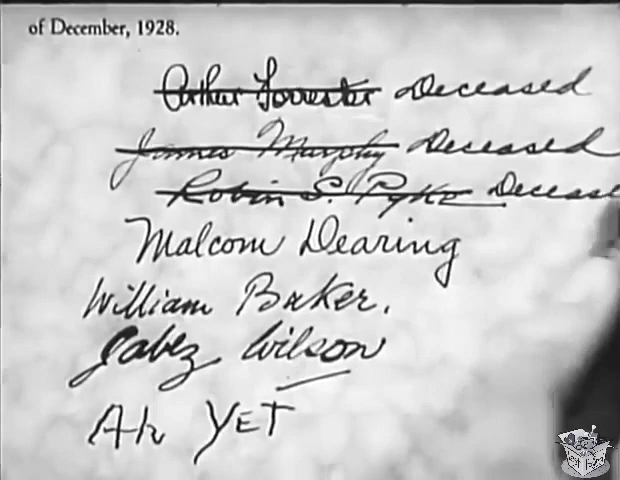 of December, 1928.
Arthur Forrester Deceased
James Murphy Deceased
Robin S. Pyke Decease
Malcom Dearing
William Baker.
Jabez Wilson
Ah YET